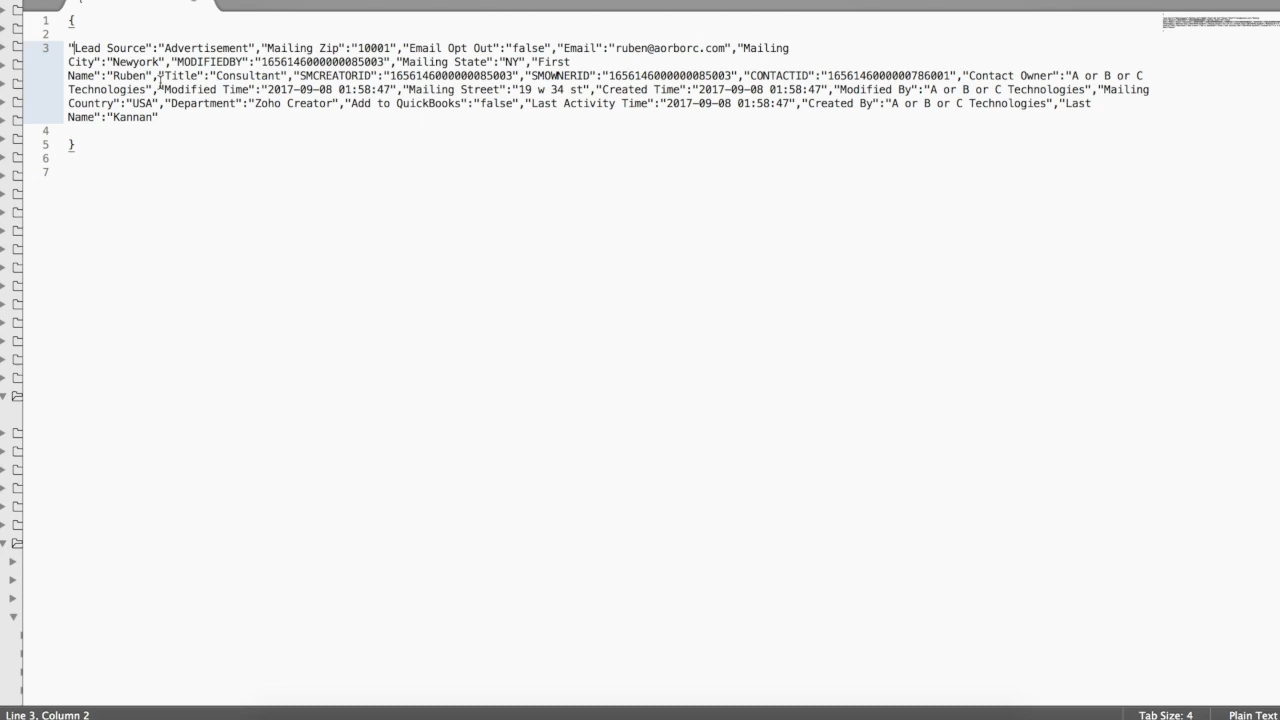 1 {
2
3 "Lead Source":"Advertisement","Mailing Zip":"10001","Email Opt Out":"false","Email":"ruben@aorborc.com","Mailing
City":"Newyork","MODIFIEDBY":"1656146000000085003","Mailing State":"NY","First
Name":"Ruben","Title":"Consultant","SMCREATORID":"1656146000000085003","SMOWNERID":"1656146000000085003","CONTACTID":"1656146000000786001","Contact Owner":"A or B or C
Technologies","Modified Time":"2017-09-08 01:58:47","Mailing Street":"19 w 34 st","Created Time":"2017-09-08 01:58:47","Modified By":"A or B or C Technologies","Mailing
Country":"USA","Department":"Zoho Creator","Add to QuickBooks":"false","Last Activity Time":"2017-09-08 01:58:47","Created By":"A or B or C Technologies","Last
Name":"Kannan"
4
5 }
6
7
Line 3, Column 2 Tab Size: 4 Plain Text